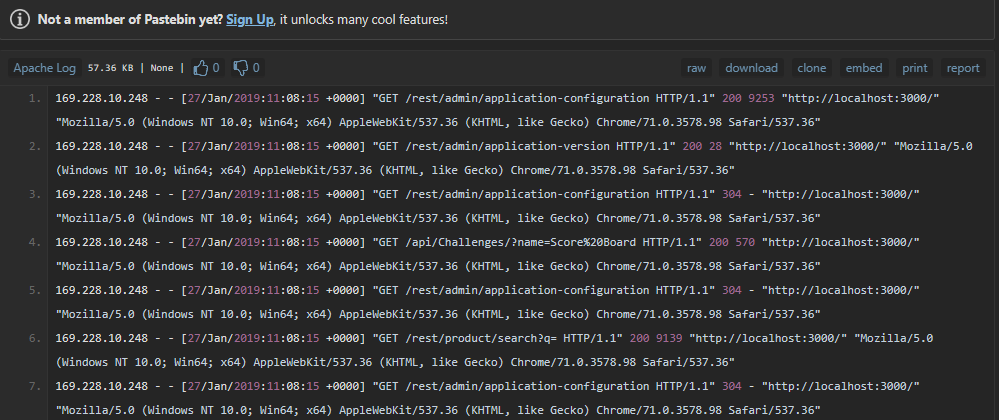 Not a member of Pastebin yet? Sign Up, it unlocks many cool features!
Apache Log 57.36 KB | None | 0 0 raw download clone embed print report
1. 169.228.10.248 - - [27/Jan/2019:11:08:15 +0000] "GET /rest/admin/application-configuration HTTP/1.1" 200 9253 "http://localhost:3000/"
"Mozilla/5.0 (Windows NT 10.0; Win64; x64) AppleWebKit/537.36 (KHTML, like Gecko) Chrome/71.0.3578.98 Safari/537.36"
2. 169.228.10.248 - - [27/Jan/2019:11:08:15 +0000] "GET /rest/admin/application-version HTTP/1.1" 200 28 "http://localhost:3000/" "Mozilla/5.0
(Windows NT 10.0; Win64; x64) AppleWebKit/537.36 (KHTML, like Gecko) Chrome/71.0.3578.98 Safari/537.36"
3. 169.228.10.248 - - [27/Jan/2019:11:08:15 +0000] "GET /rest/admin/application-configuration HTTP/1.1" 304 - "http://localhost:3000/"
"Mozilla/5.0 (Windows NT 10.0; Win64; x64) AppleWebKit/537.36 (KHTML, like Gecko) Chrome/71.0.3578.98 Safari/537.36"
4. 169.228.10.248 - - [27/Jan/2019:11:08:15 +0000] "GET /api/Challenges/?name=Score%20Board HTTP/1.1" 200 570 "http://localhost:3000/"
"Mozilla/5.0 (Windows NT 10.0; Win64; x64) AppleWebKit/537.36 (KHTML, like Gecko) Chrome/71.0.3578.98 Safari/537.36"
5. 169.228.10.248 - - [27/Jan/2019:11:08:15 +0000] "GET /rest/admin/application-configuration HTTP/1.1" 304 - "http://localhost:3000/"
"Mozilla/5.0 (Windows NT 10.0; Win64; x64) AppleWebKit/537.36 (KHTML, like Gecko) Chrome/71.0.3578.98 Safari/537.36"
6. 169.228.10.248 - - [27/Jan/2019:11:08:15 +0000] "GET /rest/product/search?q= HTTP/1.1" 200 9139 "http://localhost:3000/" "Mozilla/5.0
(Windows NT 10.0; Win64; x64) AppleWebKit/537.36 (KHTML, like Gecko) Chrome/71.0.3578.98 Safari/537.36"
7. 169.228.10.248 - - [27/Jan/2019:11:08:15 +0000] "GET /rest/admin/application-configuration HTTP/1.1" 304 - "http://localhost:3000/"
"Mozilla/5.0 (Windows NT 10.0; Win64; x64) AppleWebKit/537.36 (KHTML, like Gecko) Chrome/71.0.3578.98 Safari/537.36"